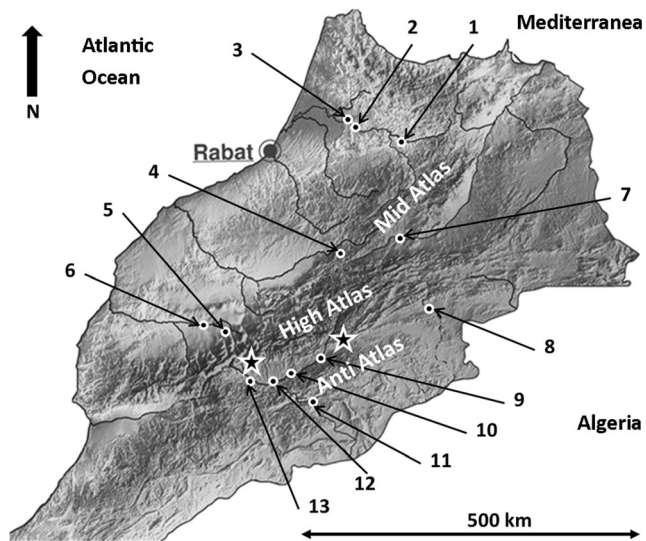 Mediterranea
Atlantic
Ocean
N
3
2
1
Rabat
4
Mid Atlas
7
5
6
High Atlas
8
Anti Atlas
9
10
Algeria
11
12
13
500 km